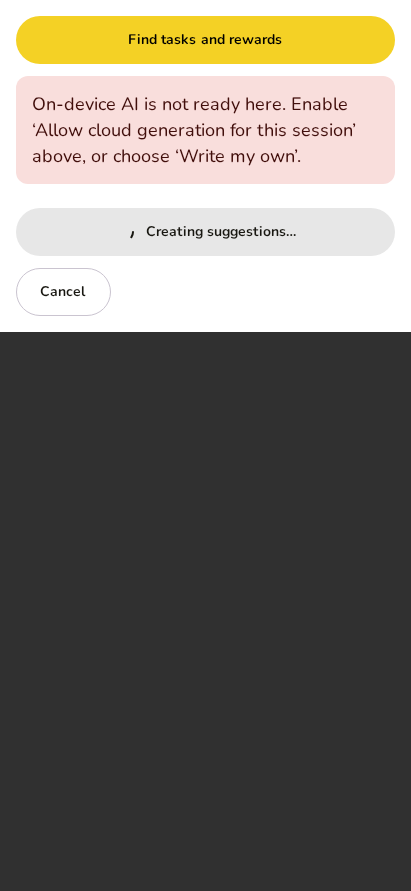 Find tasks and rewards
On-device AI is not ready here. Enable
‘Allow cloud generation for this session’
above, or choose ‘Write my own’.
Creating suggestions…
Cancel